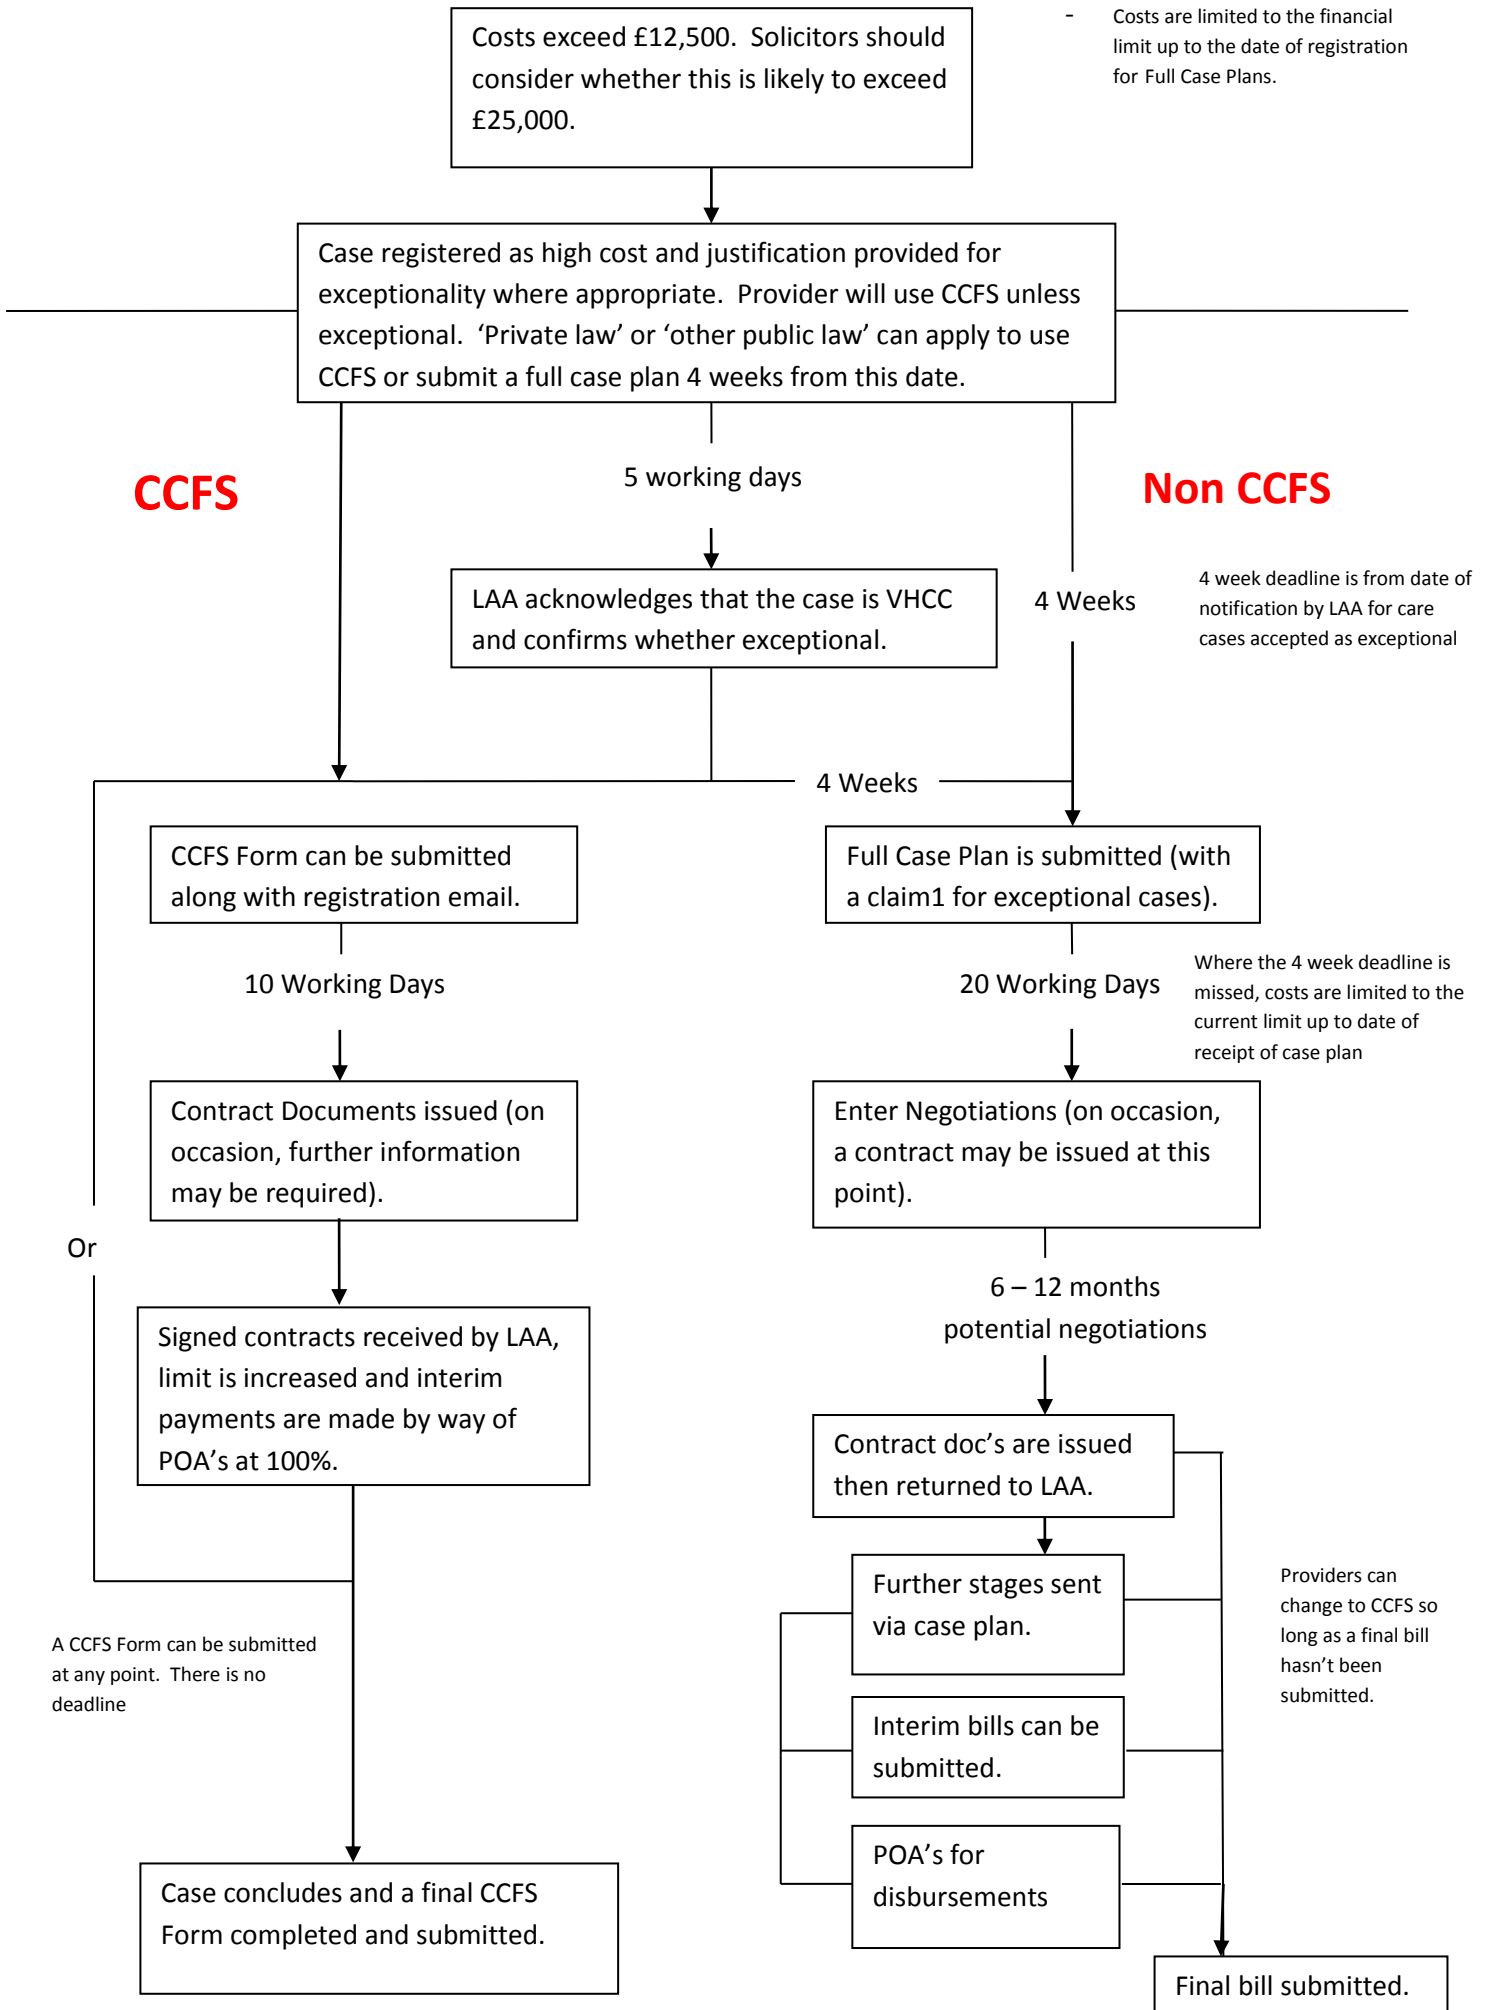 Costs exceed £12,500.  Solicitors should
consider whether this is likely to exceed
£25,000.
-    Costs are limited to the financial
limit up to the date of registration
for Full Case Plans.
Case registered as high cost and justification provided for
exceptionality where appropriate.  Provider will use CCFS unless
exceptional.  ‘Private law’ or ‘other public law’ can apply to use
CCFS or submit a full case plan 4 weeks from this date.
CCFS
5 working days
Non CCFS
LAA acknowledges that the case is VHCC
and confirms whether exceptional.
4 Weeks
4 week deadline is from date of
notification by LAA for care
cases accepted as exceptional
4 Weeks
CCFS Form can be submitted
along with registration email.
Full Case Plan is submitted (with
a claim1 for exceptional cases).
10 Working Days
20 Working Days
Where the 4 week deadline is
missed, costs are limited to the
current limit up to date of
receipt of case plan
Contract Documents issued (on
occasion, further information
may be required).
Enter Negotiations (on occasion,
a contract may be issued at this
point).
Or
6 – 12 months
potential negotiations
Signed contracts received by LAA,
limit is increased and interim
payments are made by way of
POA’s at 100%.
Contract doc’s are issued
then returned to LAA.
Further stages sent
via case plan.
Providers can
change to CCFS so
long as a final bill
hasn’t been
submitted.
A CCFS Form can be submitted
at any point.  There is no
deadline
Interim bills can be
submitted.
POA’s for
disbursements
Case concludes and a final CCFS
Form completed and submitted.
Final bill submitted.